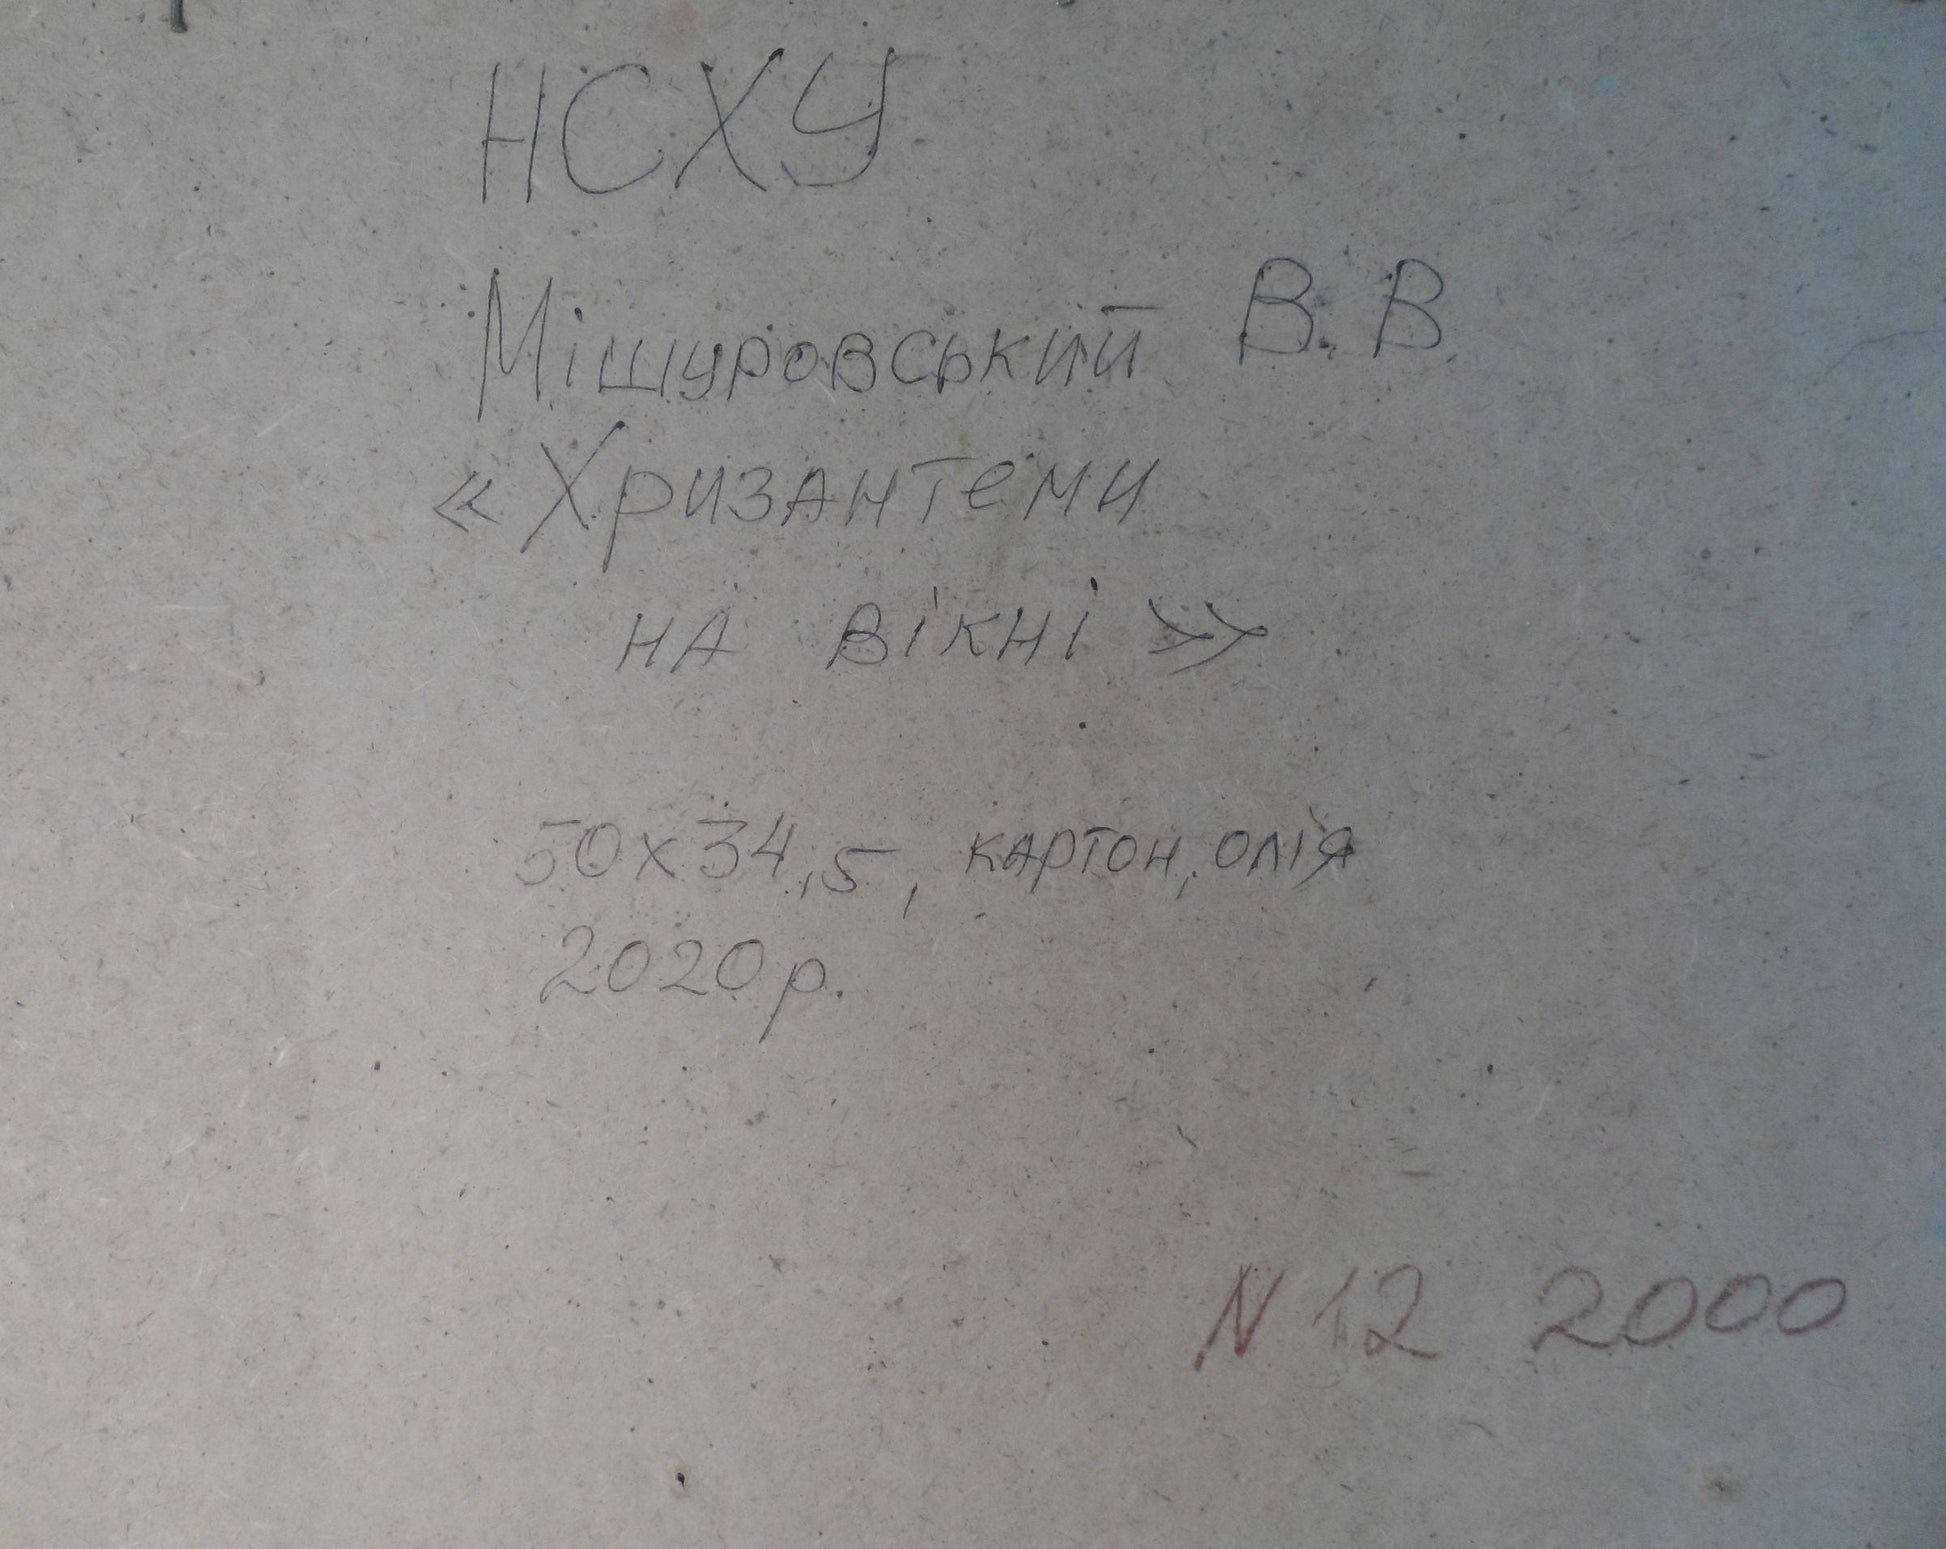 НСХУ
Мішуровський В.В.
«Хризантеми
на вікні»
50х34,5, картон, олія
2020р.
N 12 2000